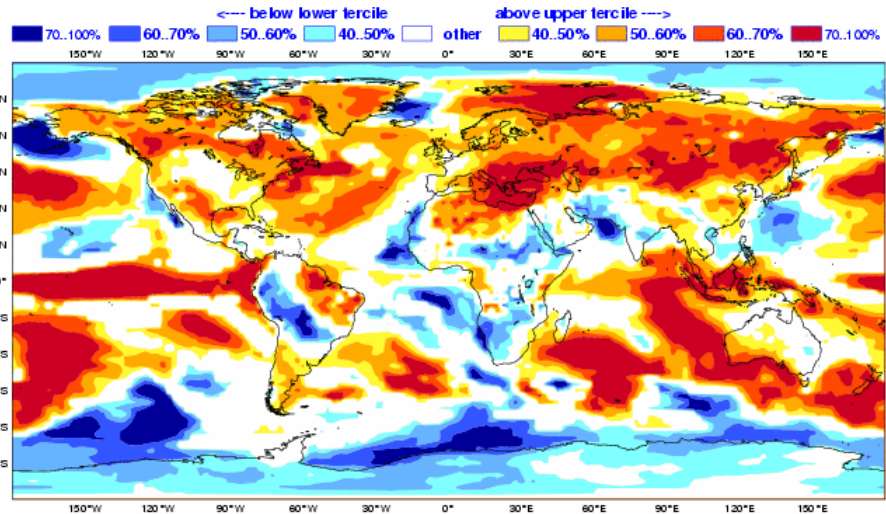 <---- below lower tercile above upper tercile ---->
70..100% 60..70% 50..60% 40..50% other 40..50% 50..60% 60..70% 70..100%
150°W 120°W 90°W 60°W 30°W 0° 30°E 60°E 90°E 120°E 150°E
N
N
N
N
N
0°
S
S
S
S
S
S
150°W 120°W 90°W 60°W 30°W 0° 30°E 60°E 90°E 120°E 150°E